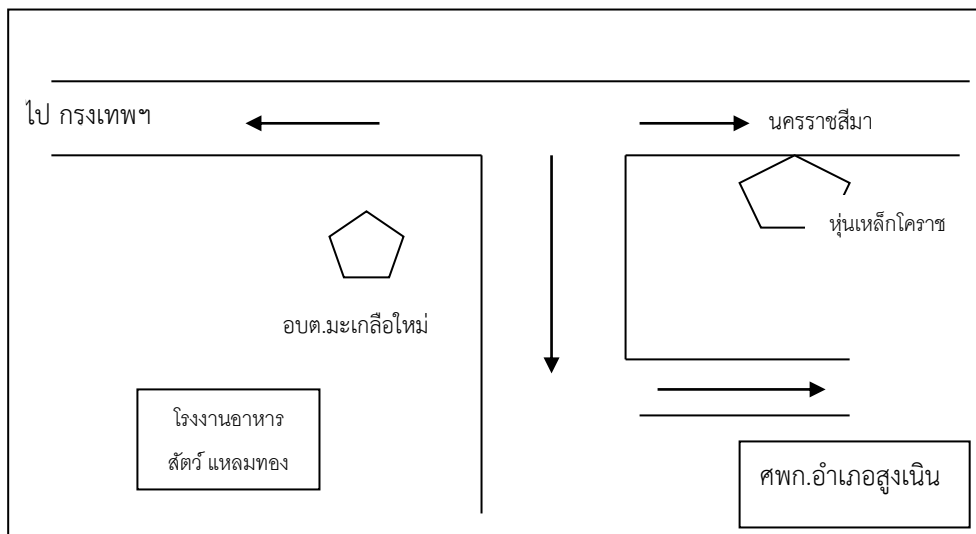 ไป กรุงเทพฯ
นครราชสีมา
หุ่นเหล็กโคราช
อบต.มะเกลือใหม่
โรงงานอาหาร
สัตว์ แหลมทอง
ศพก.อำเภอสูงเนิน